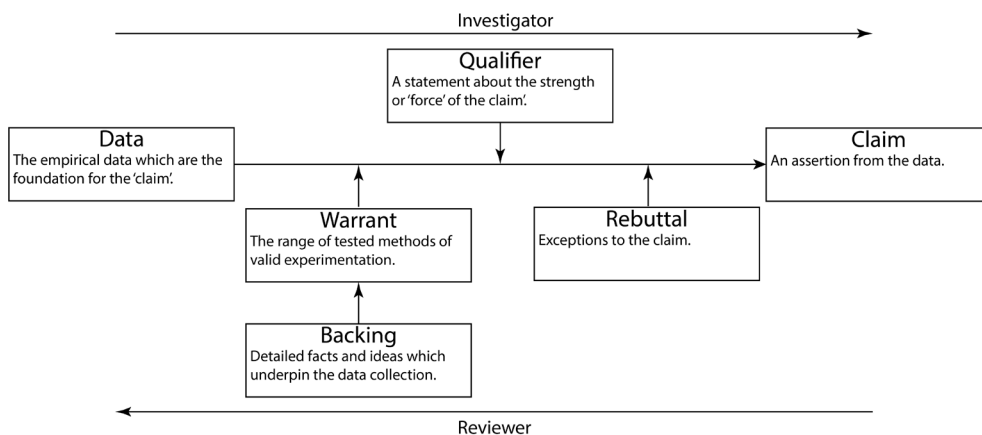 Investigator
Qualifier
A statement about the strength
or ‘force’ of the claim’.
Data
The empirical data which are the
foundation for the ‘claim’.
Claim
An assertion from the data.
Warrant
The range of tested methods of
valid experimentation.
Rebuttal
Exceptions to the claim.
Backing
Detailed facts and ideas which
underpin the data collection.
Reviewer